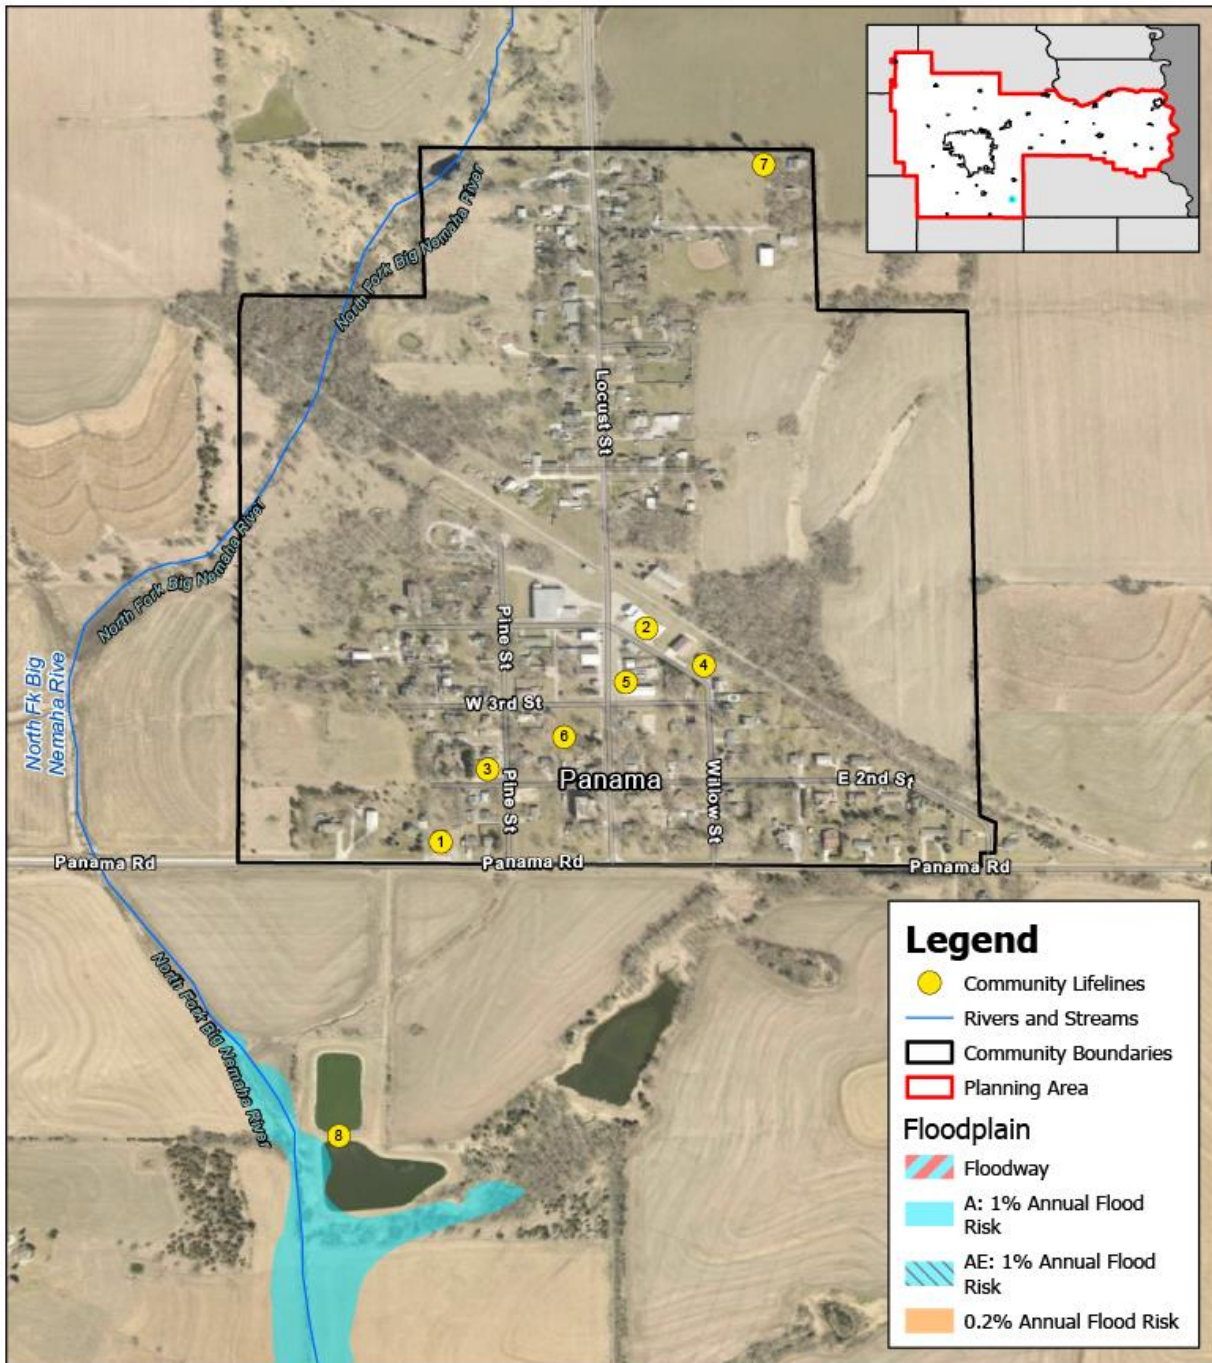 7
North Fork Big Nemaha River
Locust St
North Fork Big Nemaha River
North Fk Big
Nemaha Rive
Pine St
2
4
5
W 3rd St
6
3
Panama
Pine St
Willow St
E 2nd St
1
Panama Rd
Panama Rd
Panama Rd
North Fork Big Nemaha River
8
Legend
Community Lifelines
Rivers and Streams
Community Boundaries
Planning Area
Floodplain
Floodway
A: 1% Annual Flood
Risk
AE: 1% Annual Flood
Risk
0.2% Annual Flood Risk